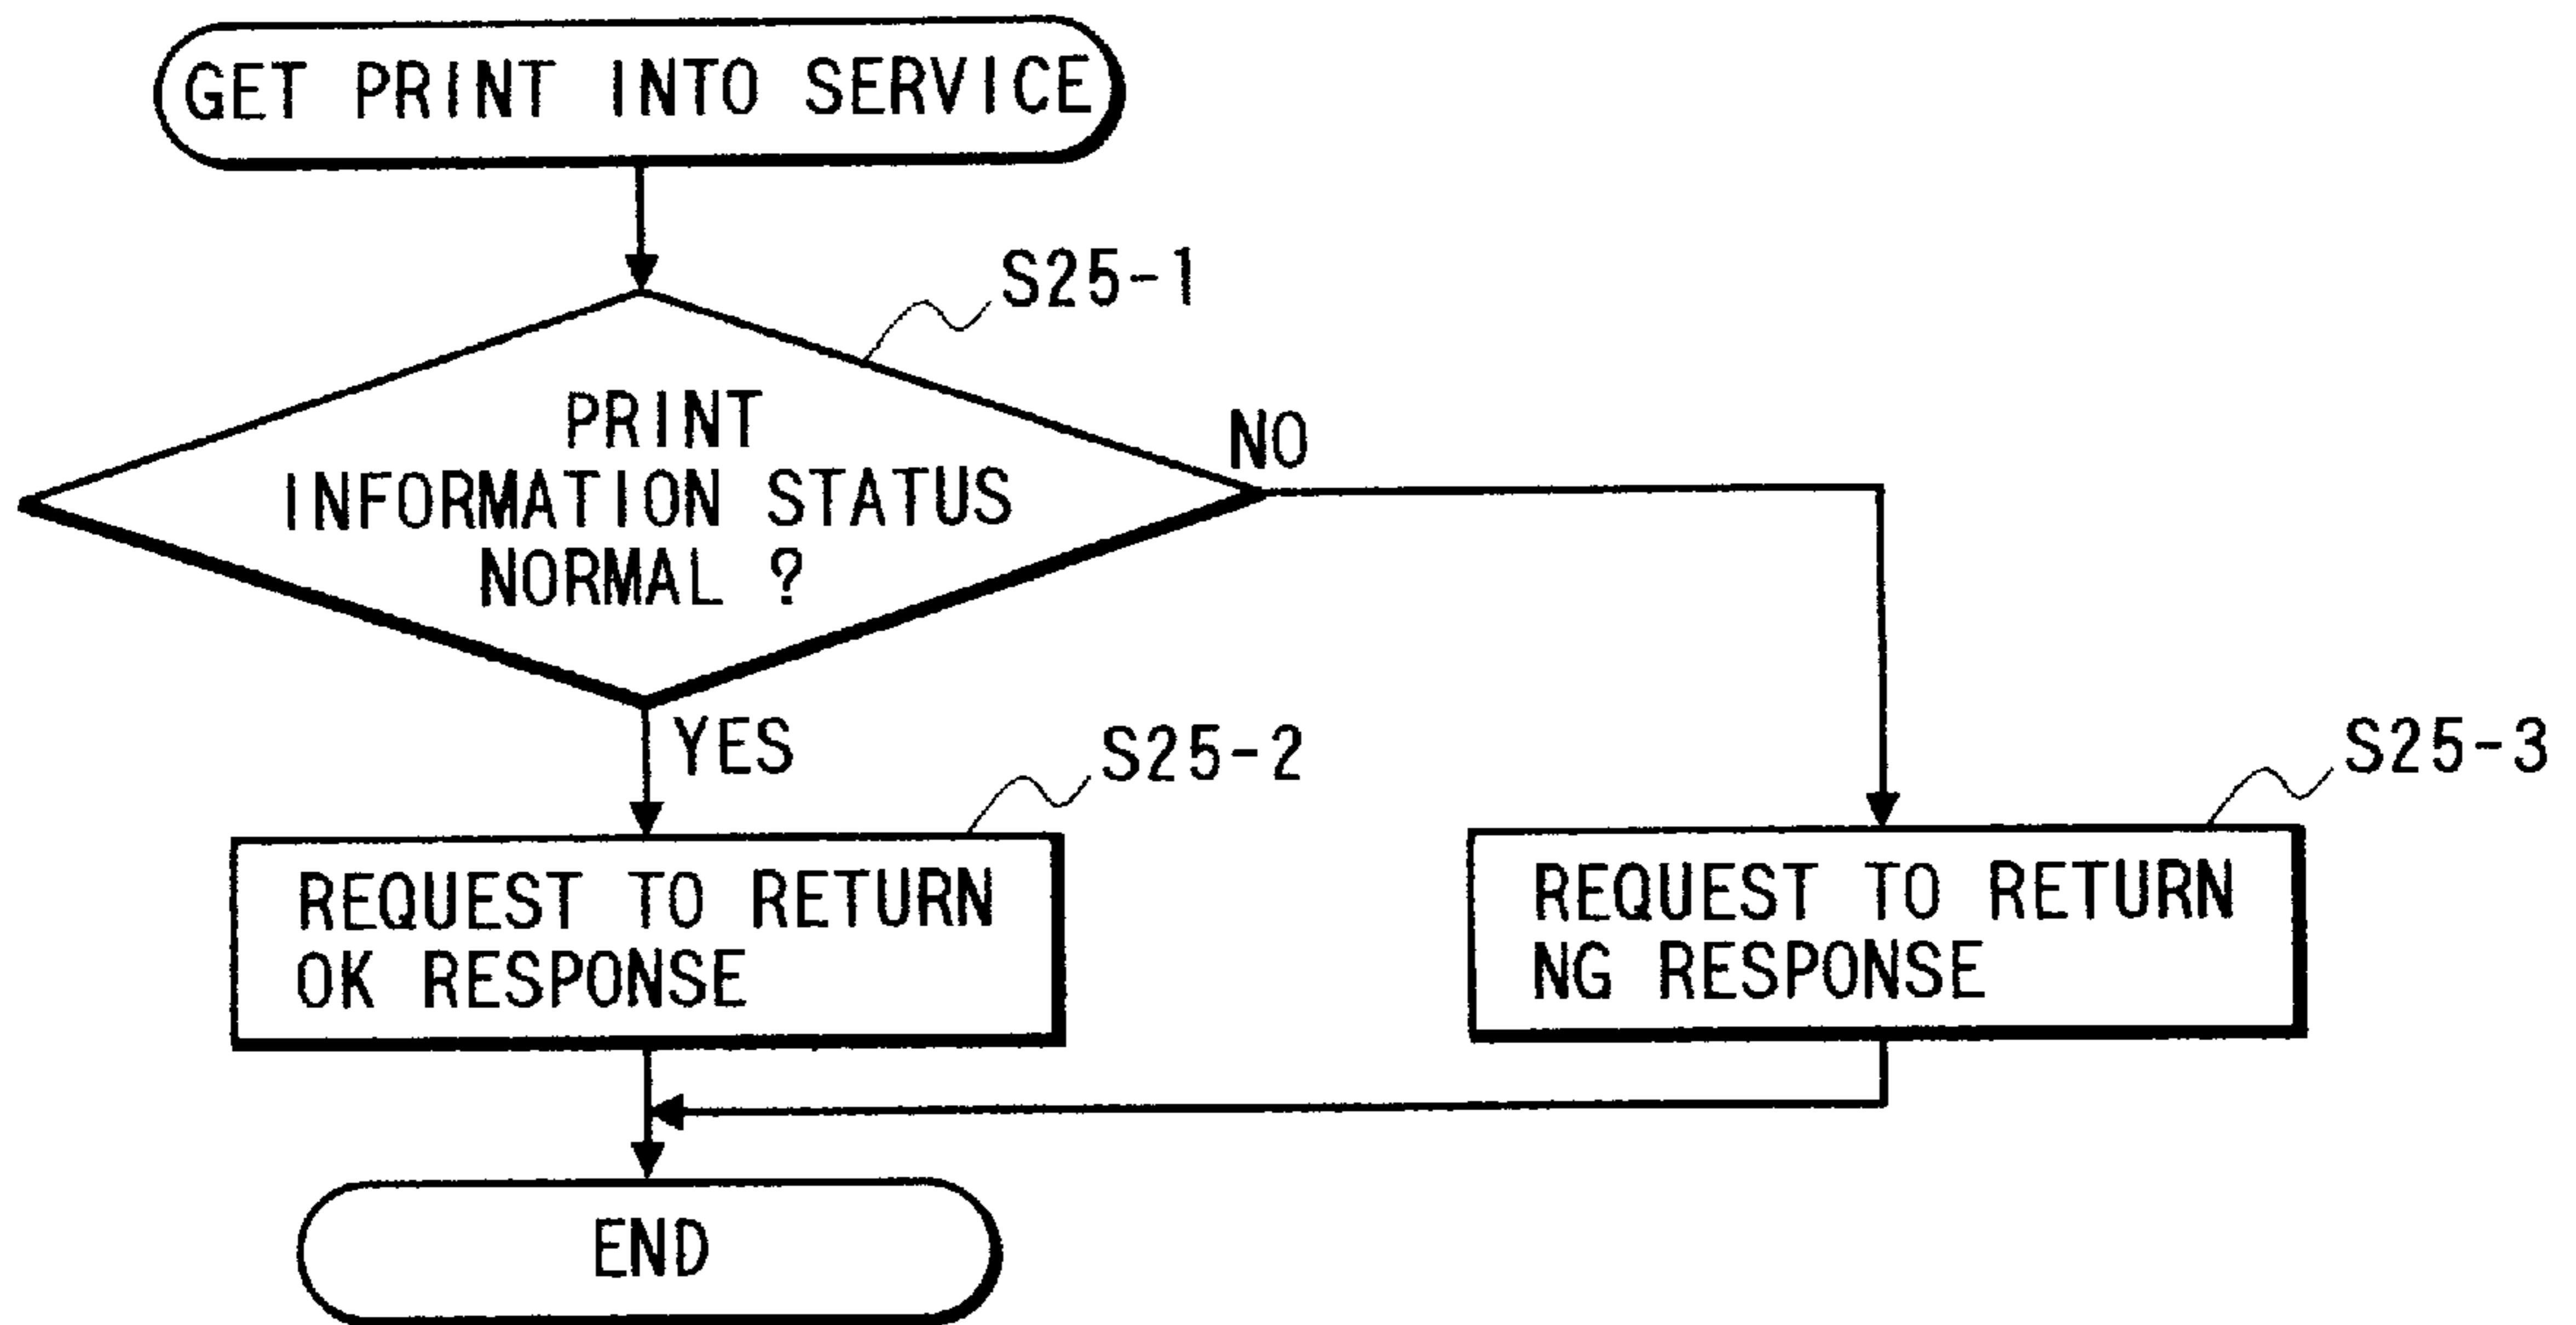 GET PRINT INTO SERVICE
S25-1
PRINT
INFORMATION STATUS
NORMAL ?
NO
YES
S25-2
S25-3
REQUEST TO RETURN
OK RESPONSE
REQUEST TO RETURN
NG RESPONSE
END